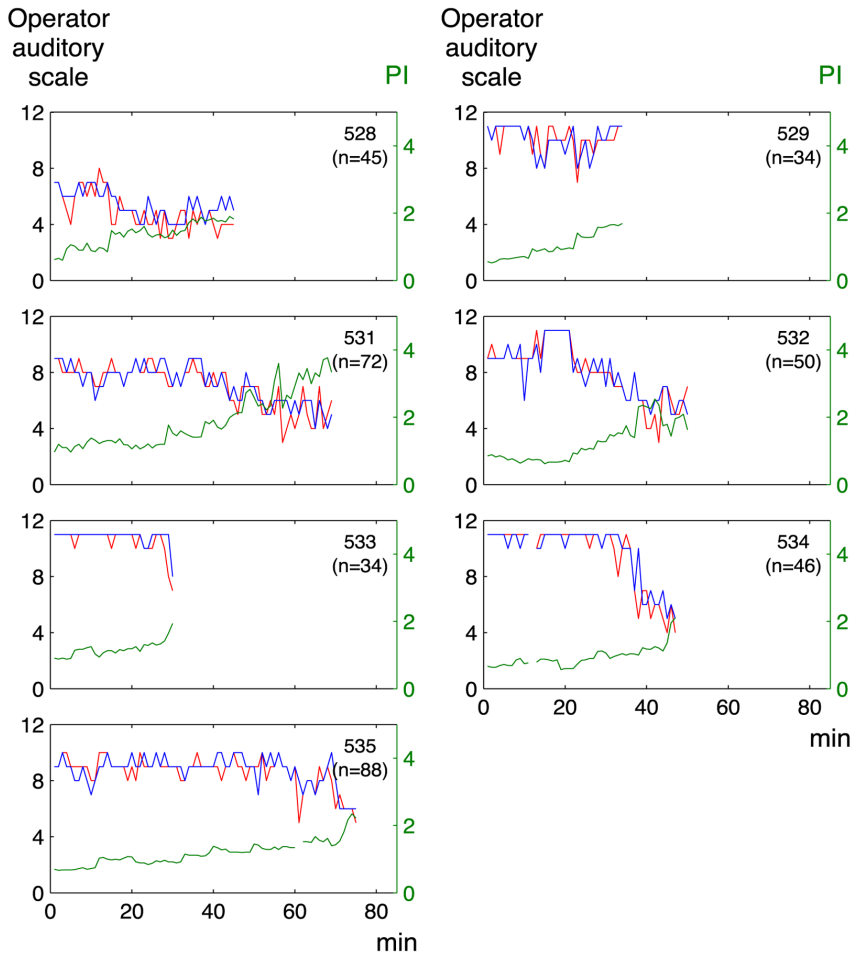 Operator
auditory
scale
PI
12
8
4
0
4
2
0
528
(n=45)
Operator
auditory
scale
PI
12
8
4
0
4
2
0
529
(n=34)
12
8
4
0
4
2
0
531
(n=72)
12
8
4
0
4
2
0
532
(n=50)
12
8
4
0
4
2
0
533
(n=34)
12
8
4
0
4
2
0
534
(n=46)
0 20 40 60 80
min
12
8
4
0
4
2
0
535
(n=88)
0 20 40 60 80
min